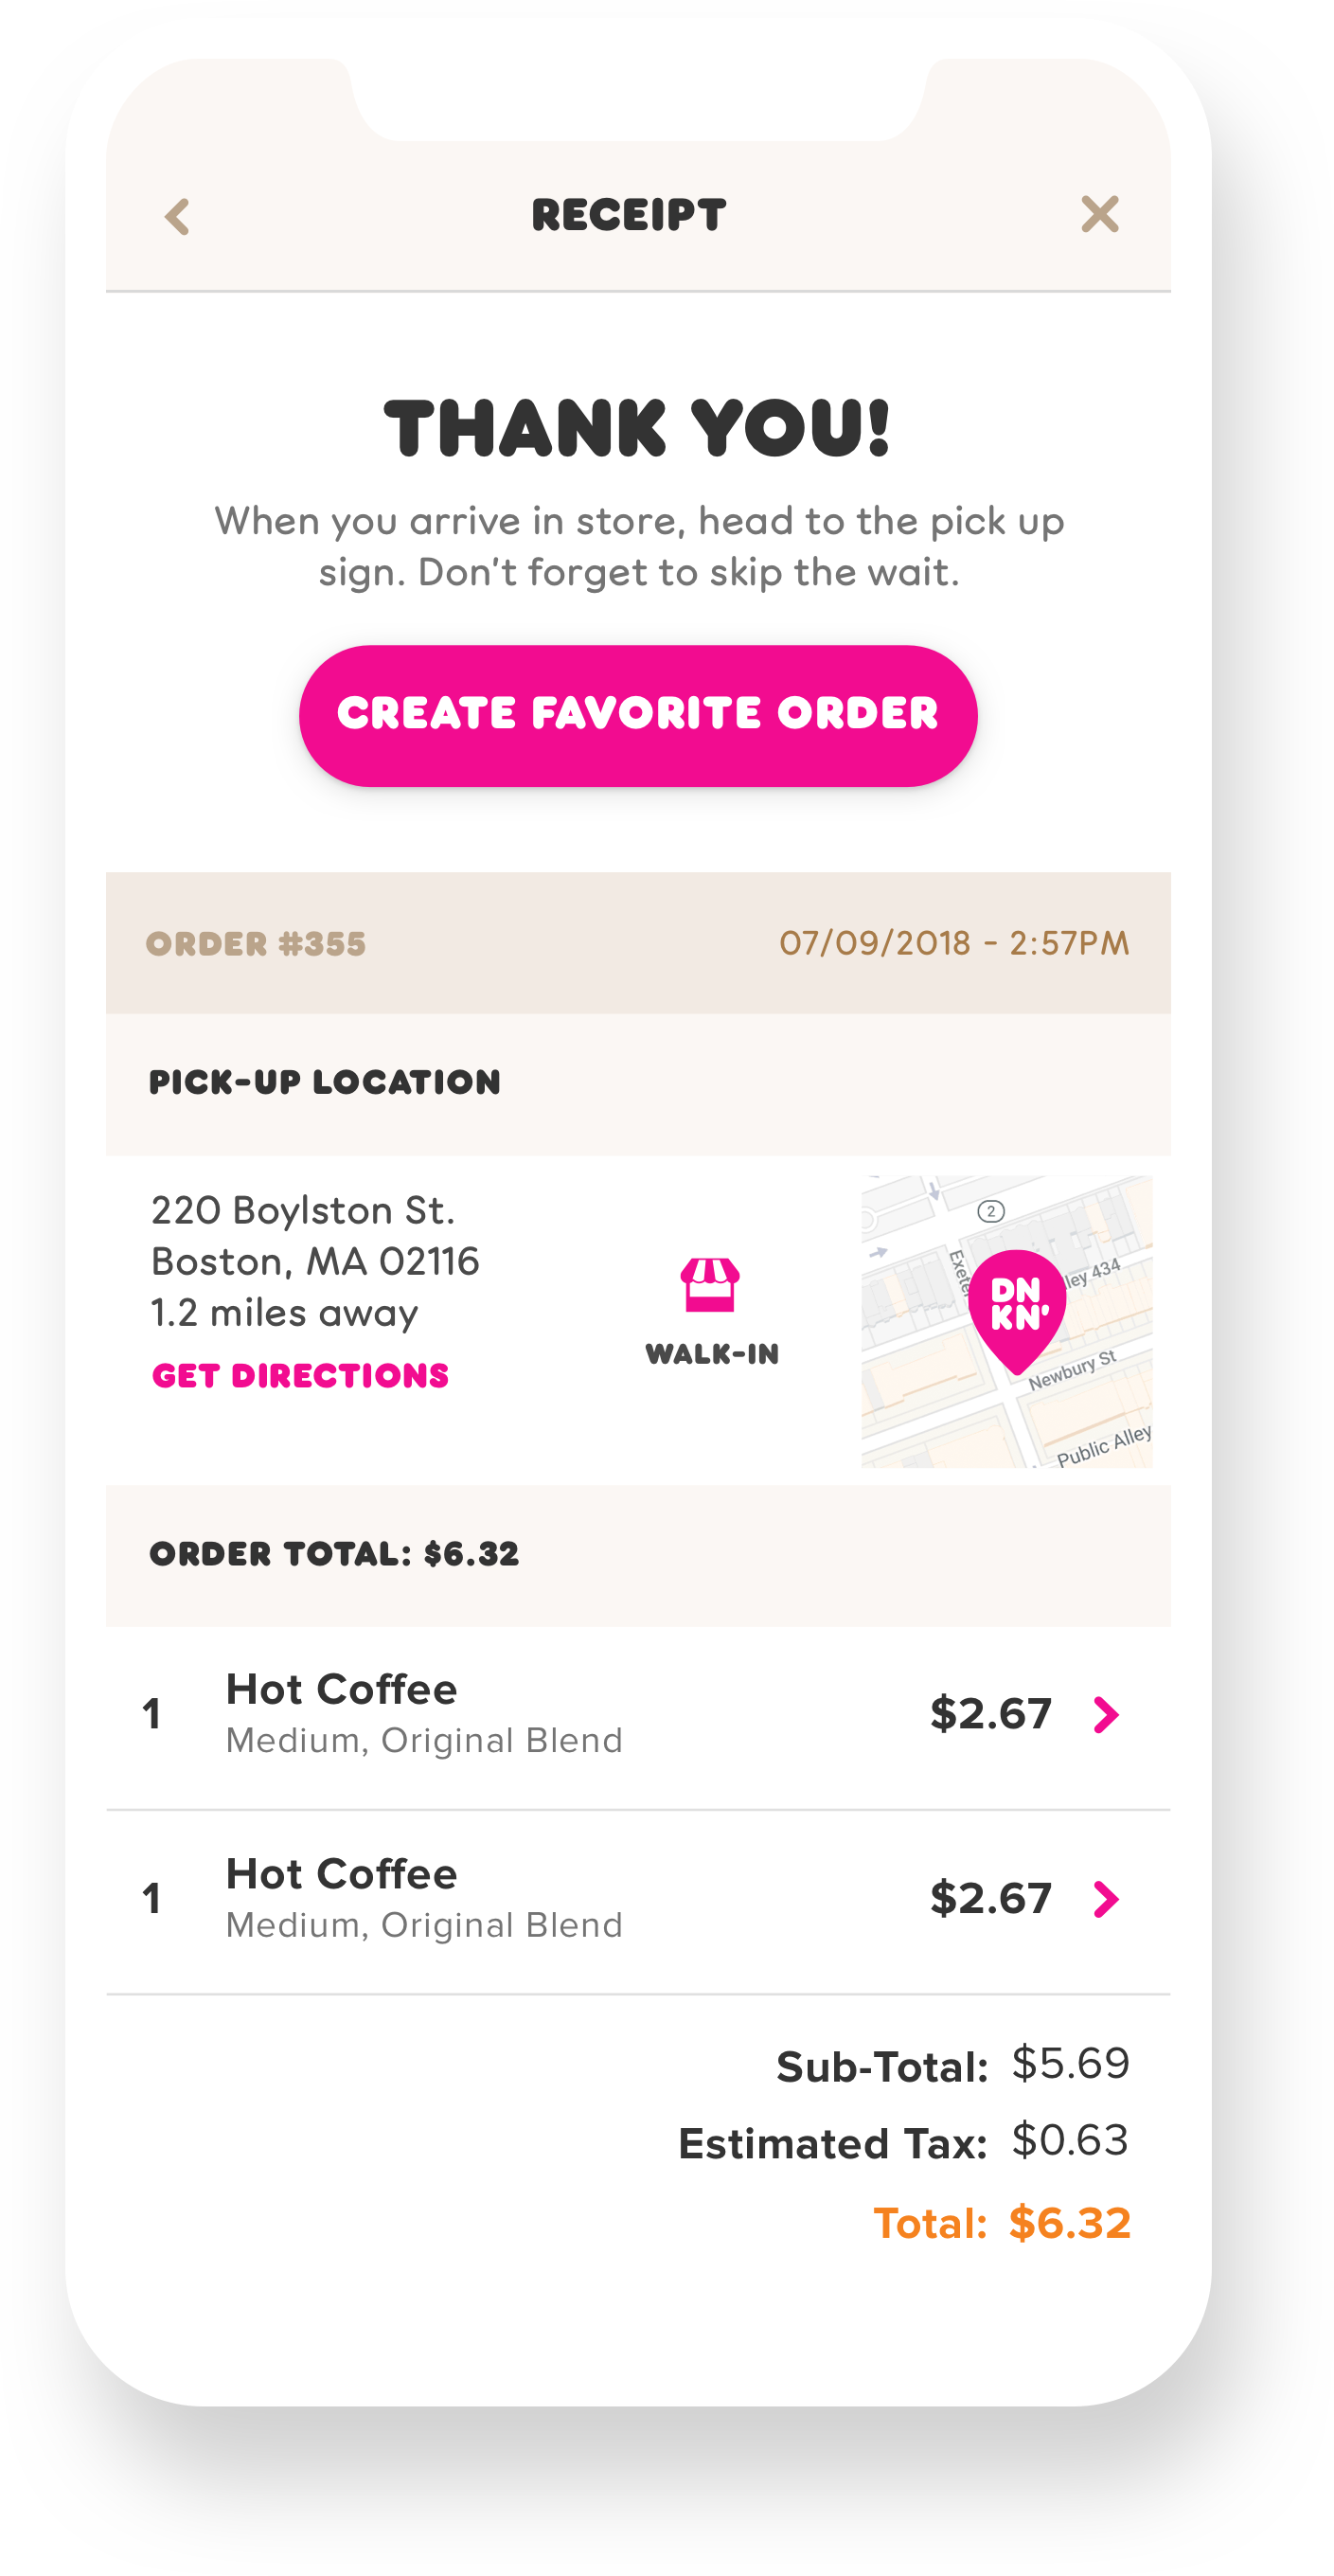 RECEIPT
THANK YOU!
When you arrive in store, head to the pick up
sign. Don't forget to skip the wait.
CREATE FAVORITE ORDER
ORDER #355
07/09/2018 - 2:57PM
PICK-UP LOCATION
220 Boylston St.
Boston, MA 02116
1.2 miles away
GET DIRECTIONS
WALK-IN
2
Exeter
ley 434
DN
KN'
Newbury St
Public Alley
ORDER TOTAL: $6.32
1 Hot Coffee $2.67
Medium, Original Blend
1 Hot Coffee $2.67
Medium, Original Blend
Sub-Total: $5.69
Estimated Tax: $0.63
Total: $6.32